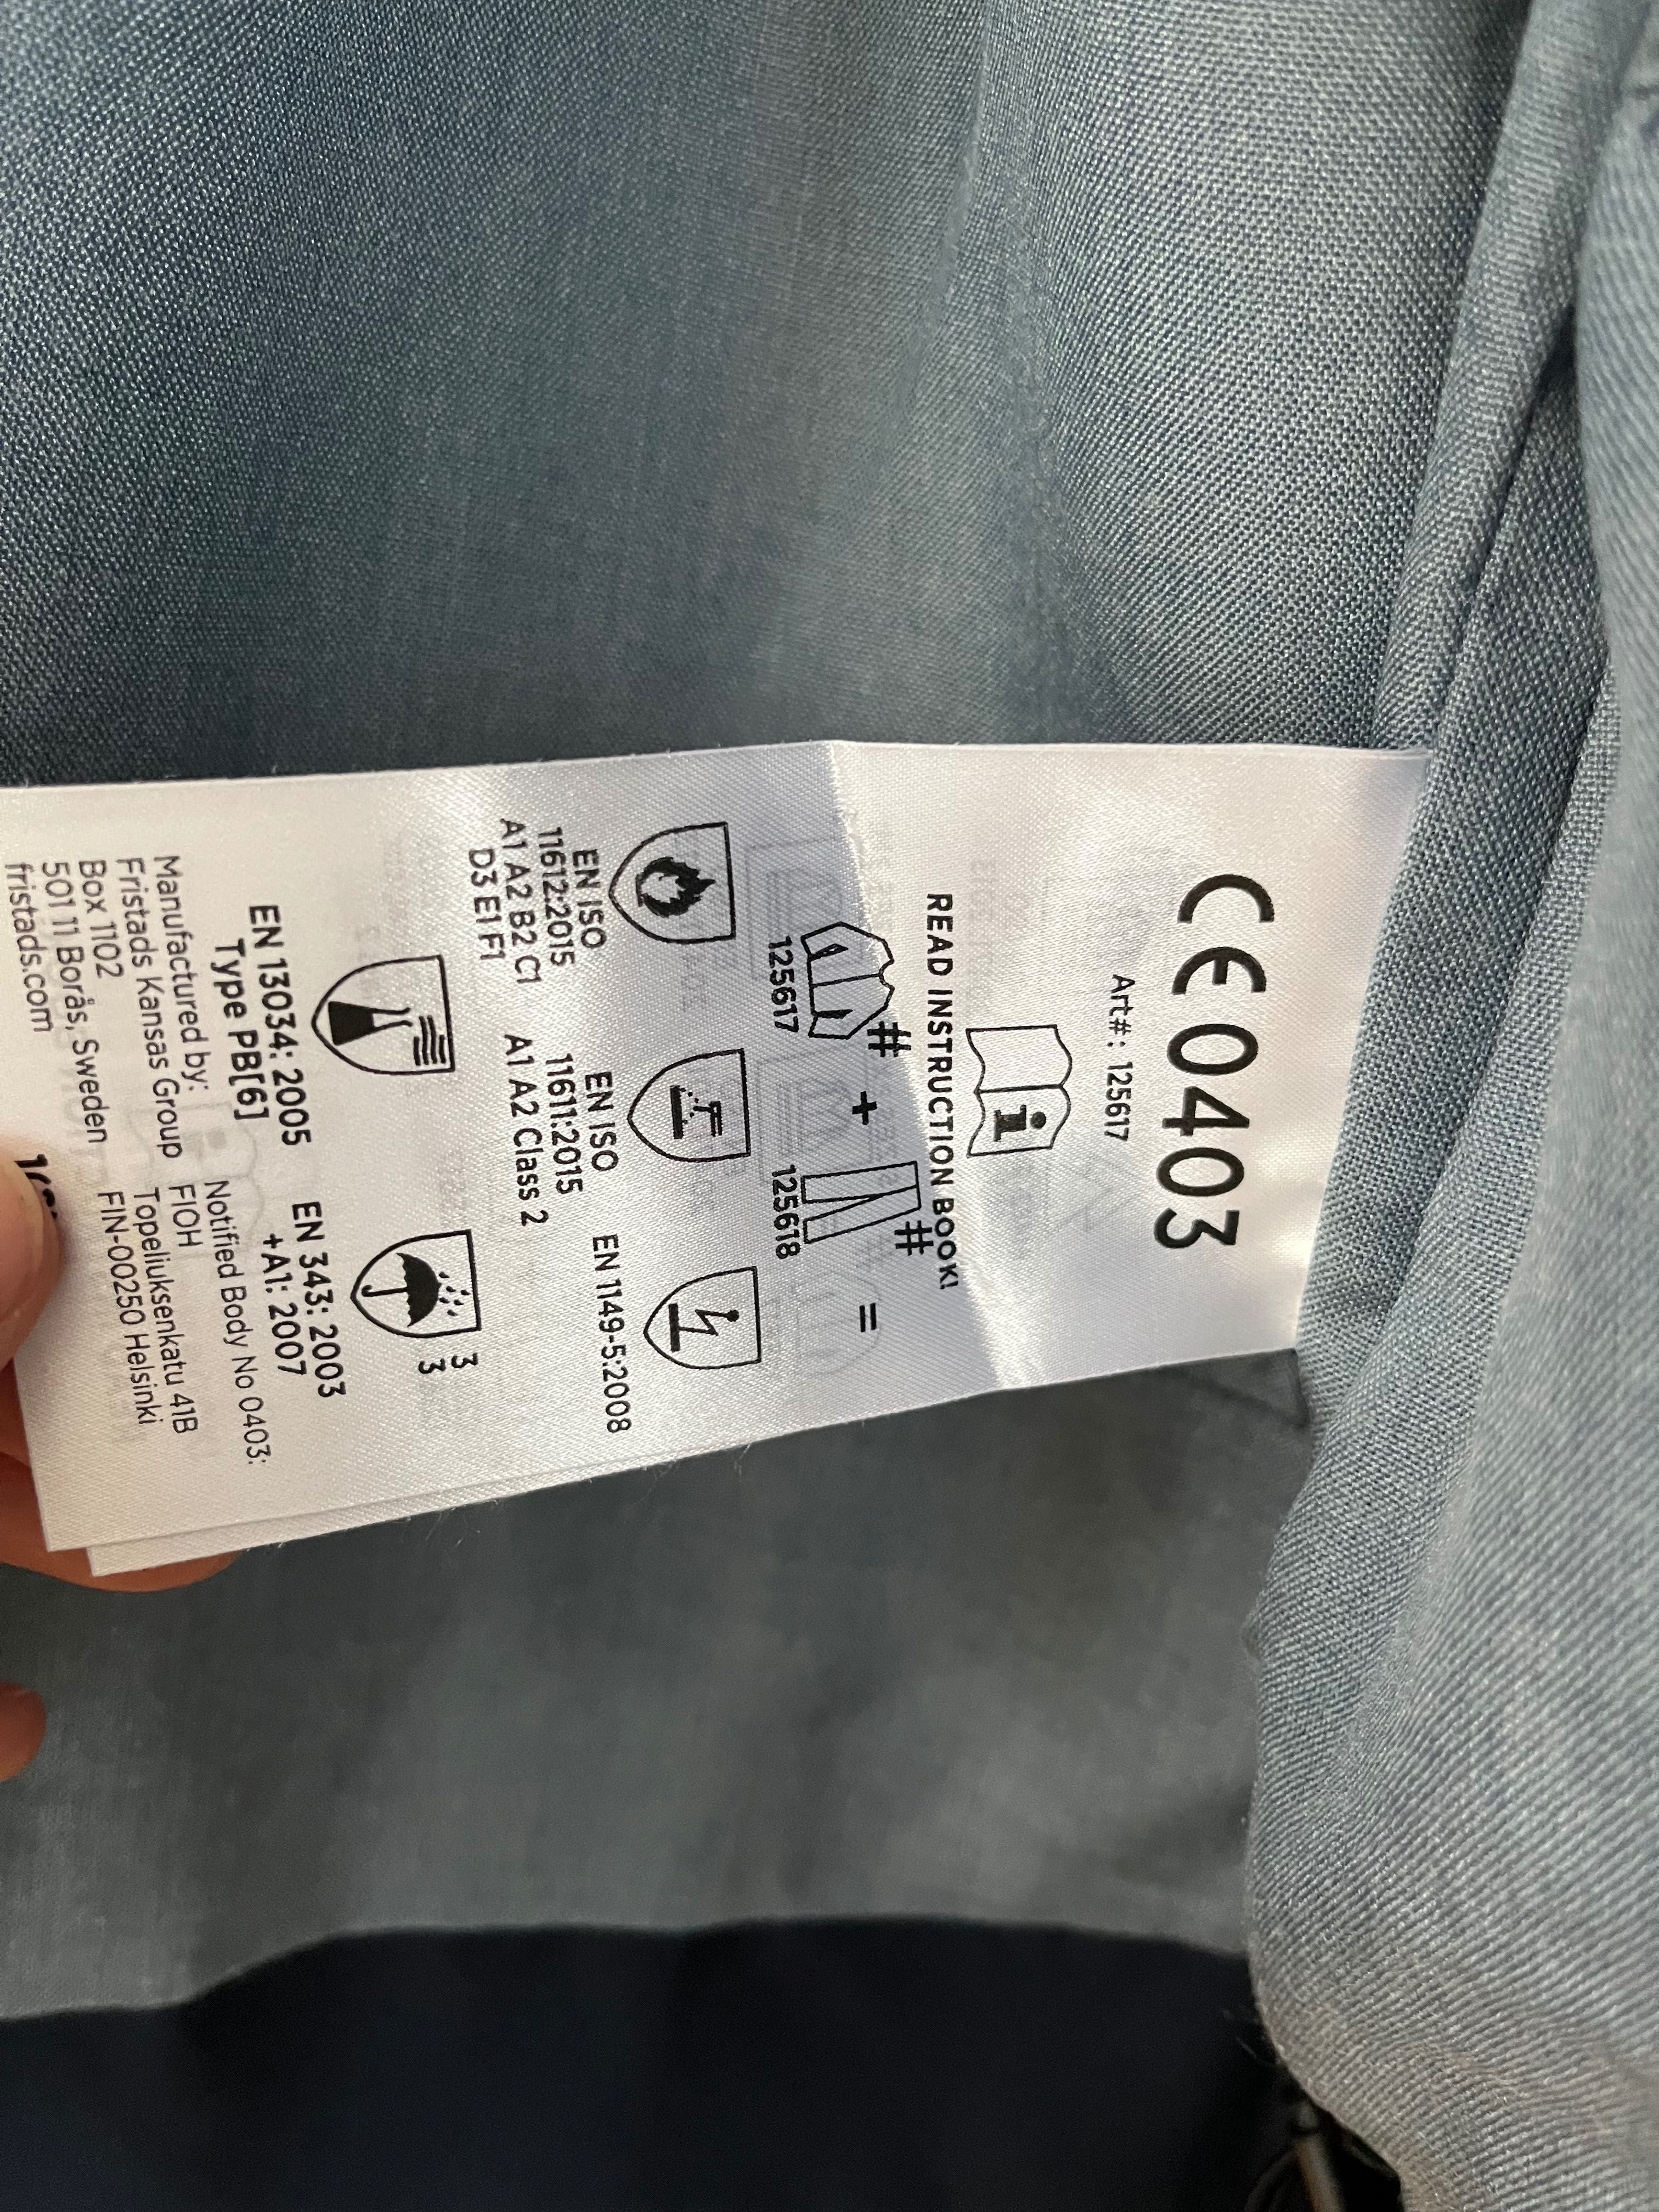 CE 0403
Art#: 125617
READ INSTRUCTION BOOK!
# + # =
125617 125618
EN ISO
11612:2015
A1 A2 B2 C1
D3 E1 F1
EN ISO
11611:2015
A1 A2 Class 2
EN 1149-5:2008
EN 13034: 2005
Type PB[6]
3
3
EN 343: 2003
+A1: 2007
Manufactured by:
Fristads Kansas Group
Box 1102
501 11 Borås, Sweden
fristads.com
Notified Body No 0403:
FIOH
Topeliuksenkatu 41B
FIN-00250 Helsinki